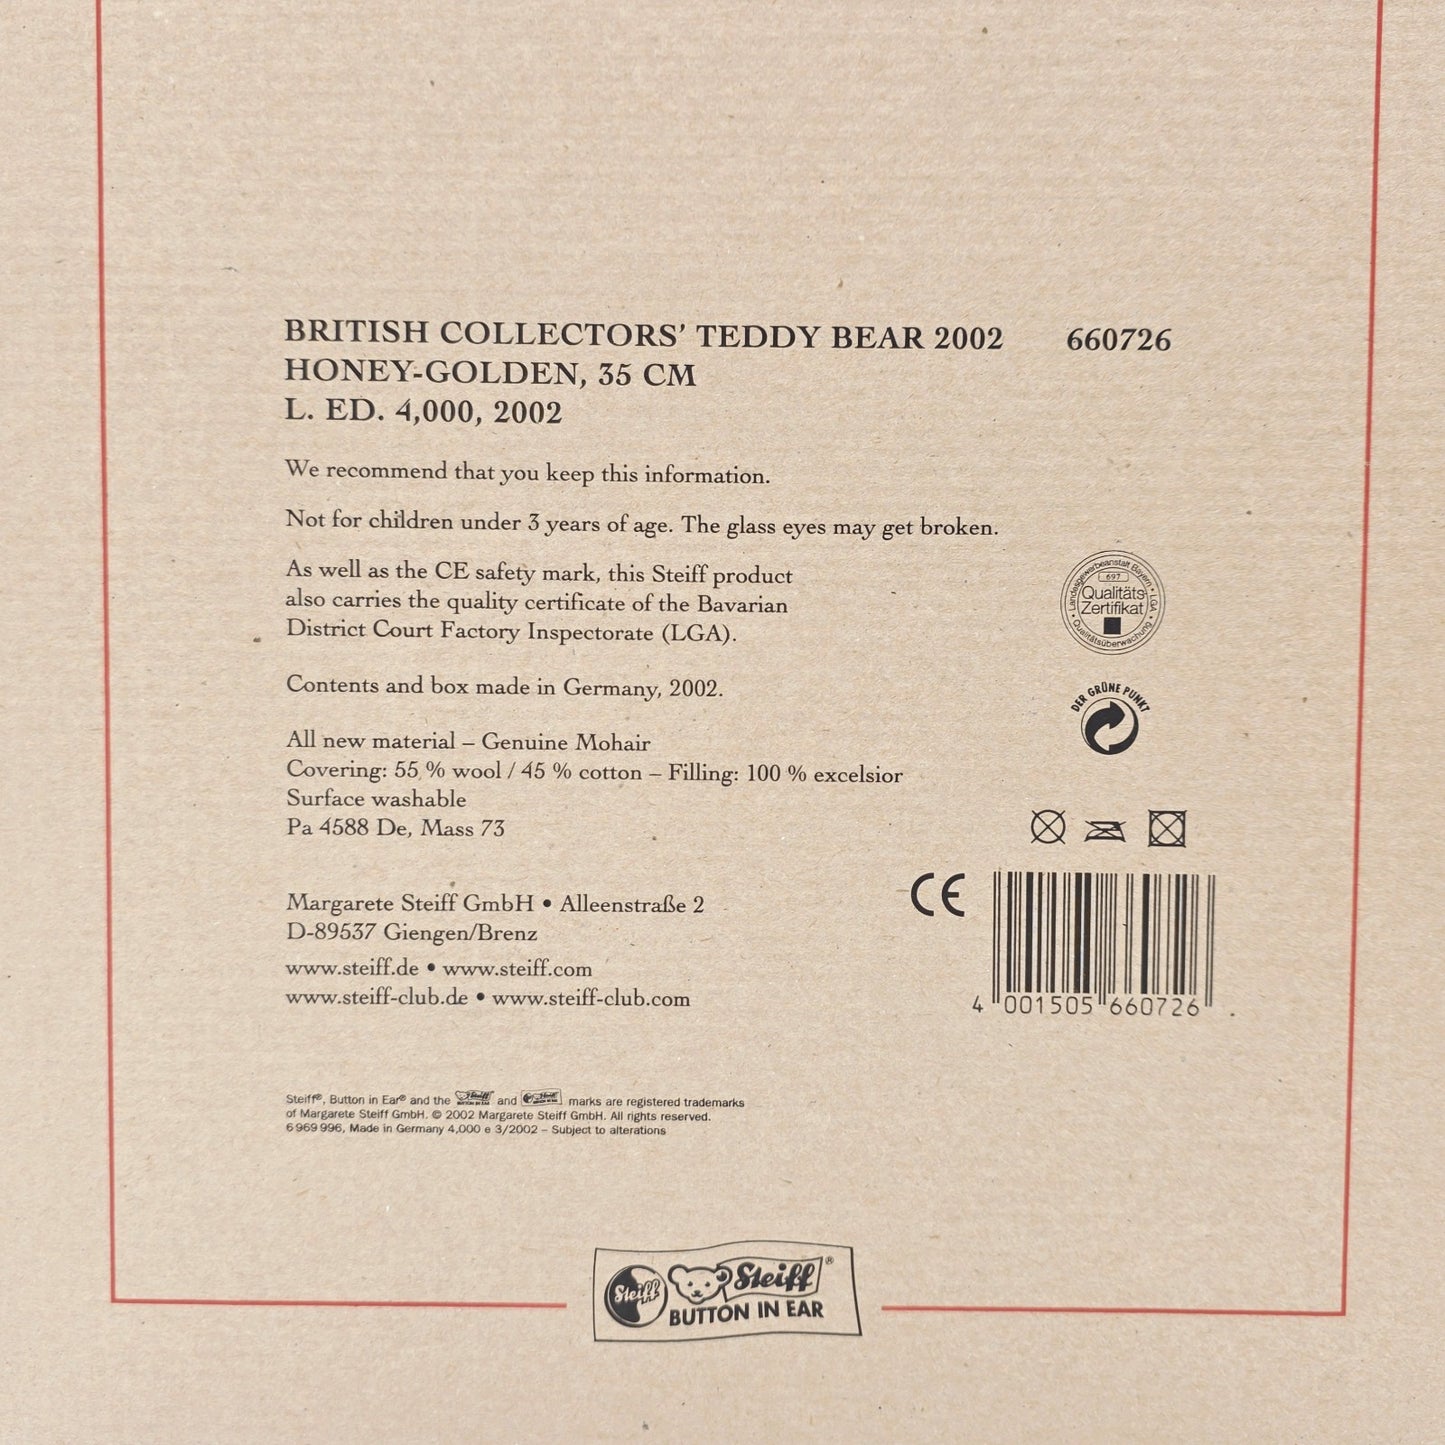 BRITISH COLLECTORS' TEDDY BEAR 2002 660726
HONEY-GOLDEN, 35 CM
L. ED. 4,000, 2002
We recommend that you keep this information.
Not for children under 3 years of age. The glass eyes may get broken.
As well as the CE safety mark, this Steiff product
also carries the quality certificate of the Bavarian
District Court Factory Inspectorate (LGA).
Landesgewerbeanstalt Bayern • LGA •
697
Qualitäts-
Zertifikat
Qualitätsüberwachung
Contents and box made in Germany, 2002.
DER GRÜNE PUNKT
All new material – Genuine Mohair
Covering: 55 % wool / 45 % cotton – Filling: 100 % excelsior
Surface washable
Pa 4588 De, Mass 73
CE
Margarete Steiff GmbH • Alleenstraße 2
D-89537 Giengen/Brenz
www.steiff.de • www.steiff.com
www.steiff-club.de • www.steiff-club.com
4 001505 660726
Steiff®, Button in Ear® and the Steiff and Steiff marks are registered trademarks
of Margarete Steiff GmbH. © 2002 Margarete Steiff GmbH. All rights reserved.
6 969 996, Made in Germany 4,000 e 3/2002 – Subject to alterations
Steiff Steiff®
BUTTON IN EAR